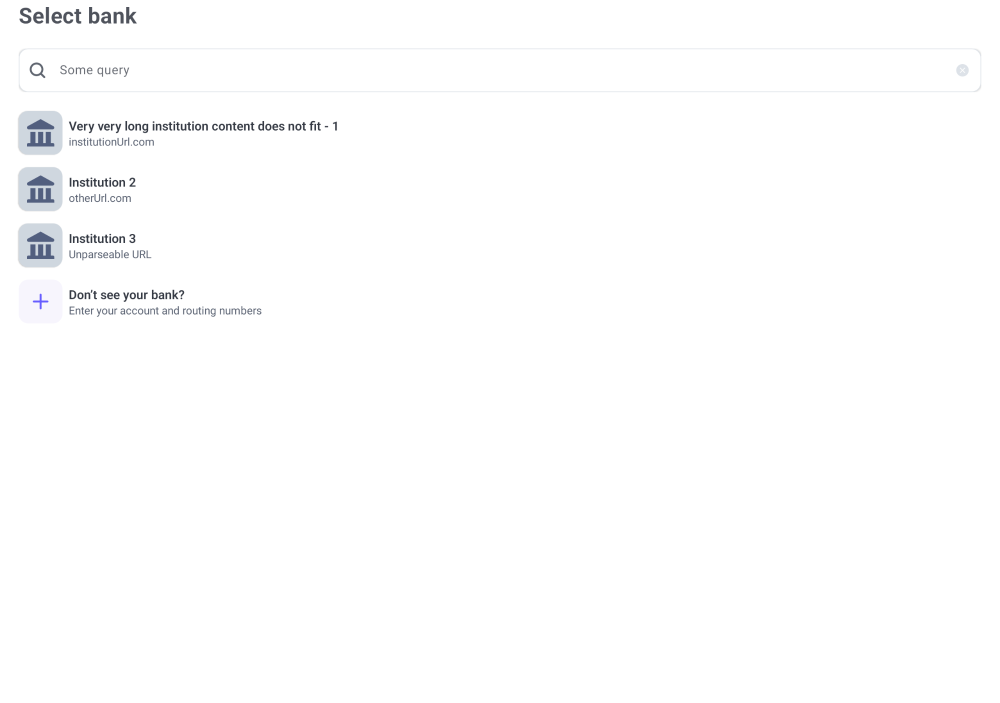 Select bank
Some query
Very very long institution content does not fit - 1
institutionUrl.com
Institution 2
otherUrl.com
Institution 3
Unparseable URL
Don't see your bank?
Enter your account and routing numbers